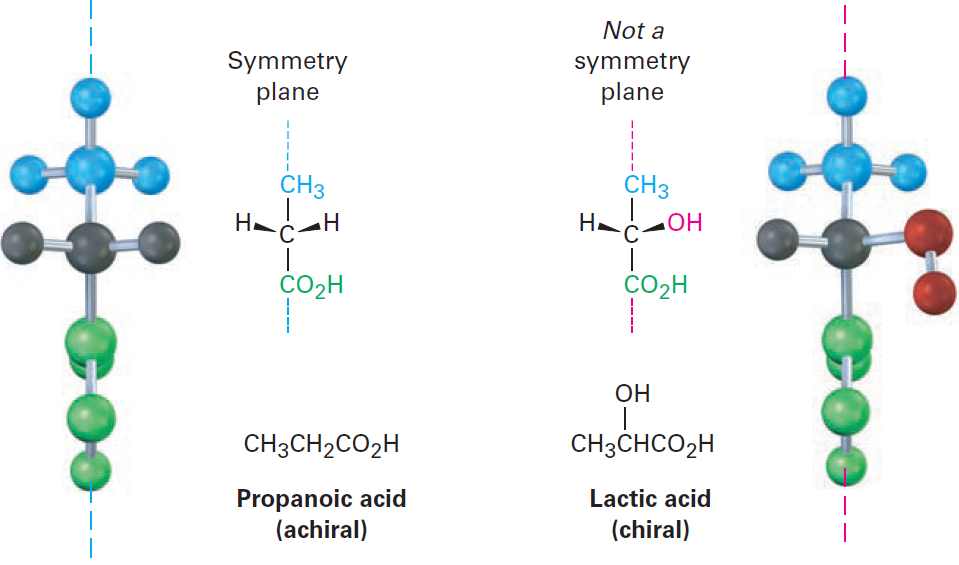 Symmetry
plane
CH₃
H C H
CO₂H
CH₃CH₂CO₂H
Propanoic acid
(achiral)
Not a
symmetry
plane
CH₃
H C OH
CO₂H
OH
CH₃CHCO₂H
Lactic acid
(chiral)